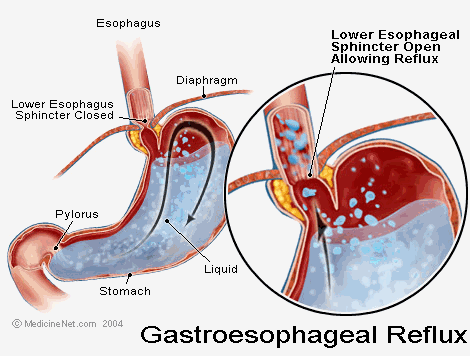 Esophagus
Lower Esophageal
Sphincter Open
Allowing Reflux
Diaphragm
Lower Esophagus
Sphincter Closed
Pylorus
Liquid
Stomach
© MedicineNet.com 2004
Gastroesophageal Reflux